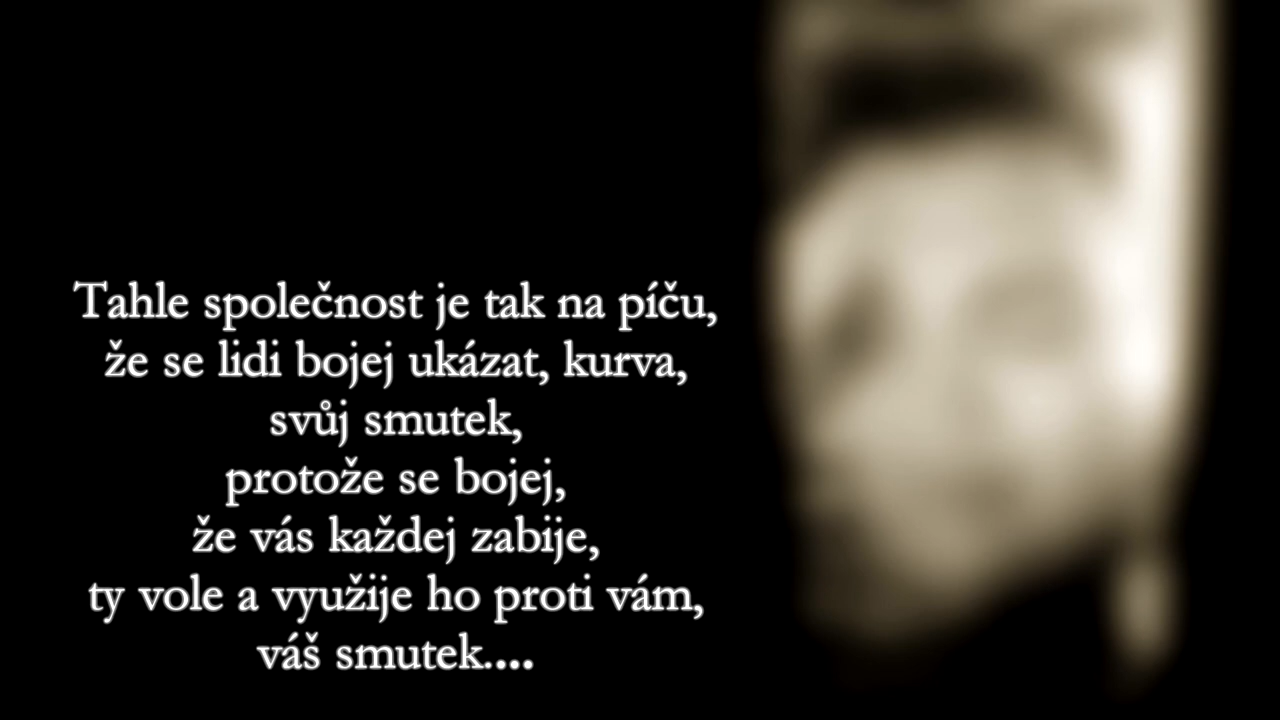 Tahle společnost je tak na píču,
že se lidi bojej ukázat, kurva,
svůj smutek,
protože se bojej,
že vás každej zabije,
ty vole a využije ho proti vám,
váš smutek....